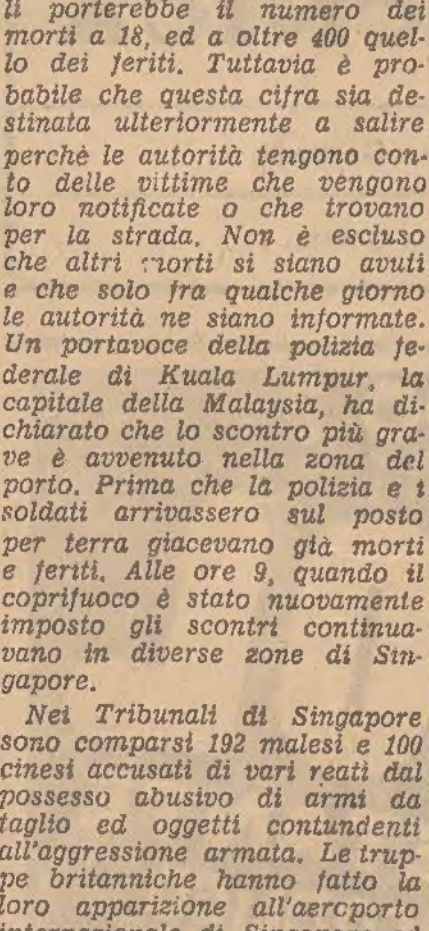 li porterebbe il numero dei
morti a 18, ed a oltre 400 quel-
lo dei feriti. Tuttavia è pro-
babile che questa cifra sia de-
stinata ulteriormente a salire
perchè le autorità tengono con-
to delle vittime che vengono
loro notificate o che trovano
per la strada. Non è escluso
che altri morti si siano avuti
e che solo fra qualche giorno
le autorità ne siano informate.
Un portavoce della polizia fe-
derale di Kuala Lumpur, la
capitale della Malaysia, ha di-
chiarato che lo scontro più gra-
ve è avvenuto nella zona del
porto. Prima che la polizia e i
soldati arrivassero sul posto
per terra giacevano già morti
e feriti. Alle ore 9, quando il
coprifuoco è stato nuovamente
imposto gli scontri continua-
vano in diverse zone di Sin-
gapore.
Nei Tribunali di Singapore
sono comparsi 192 malesi e 100
cinesi accusati di vari reati dal
possesso abusivo di armi da
taglio ed oggetti contundenti
all'aggressione armata. Le trup-
pe britanniche hanno fatto la
loro apparizione all'aeroporto
internazionale di Singapore ed